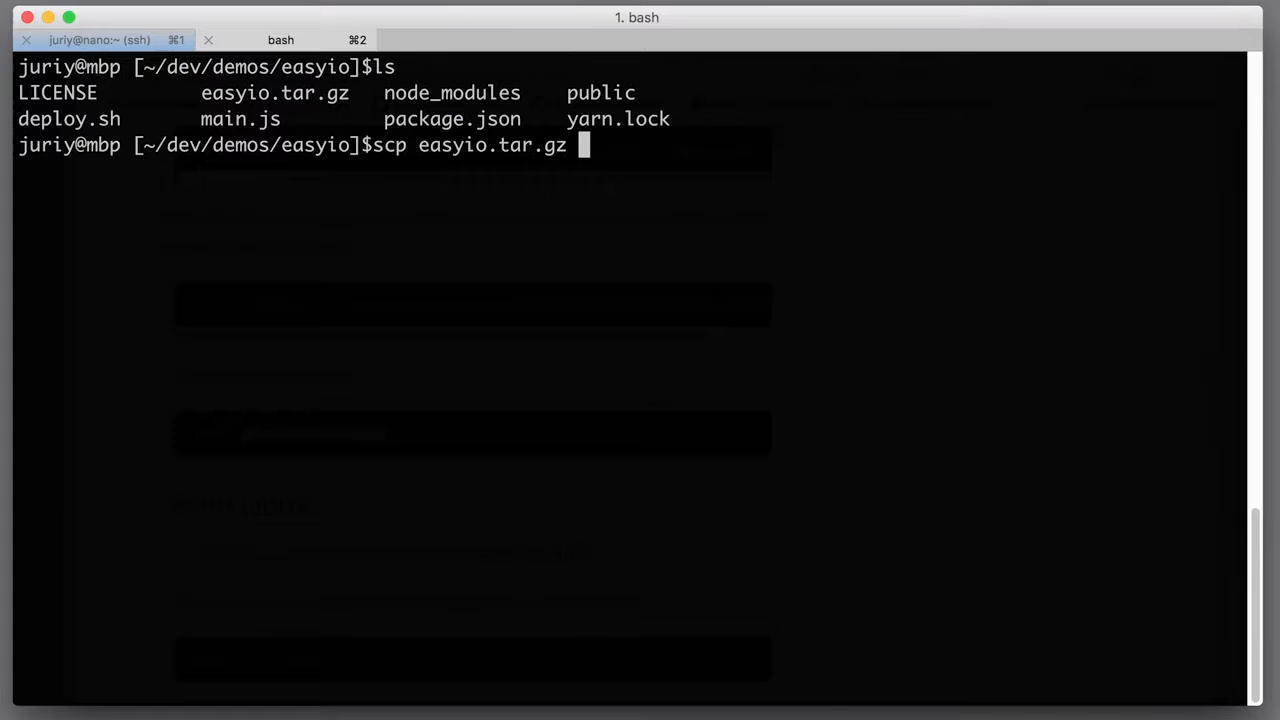 1. bash
juriy@nano:~ (ssh) ⌘1 bash ⌘2
juriy@mbp [~/dev/demos/easyio]$ls
LICENSE easyio.tar.gz node_modules public
deploy.sh main.js package.json yarn.lock
juriy@mbp [~/dev/demos/easyio]$scp easyio.tar.gz